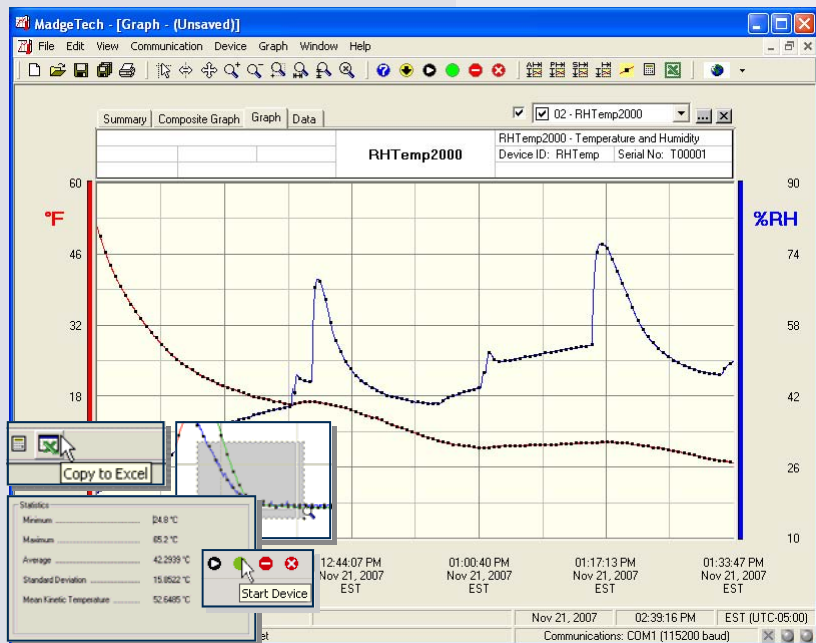 MadgeTech - [Graph - (Unsaved)]
File Edit View Communication Device Graph Window Help
Summary Composite Graph Graph Data 02 - RHTemp2000 ...
RHTemp2000
RHTemp2000 - Temperature and Humidity
Device ID: RHTemp Serial No: T00001
°F
%RH
60 90
46 74
32 58
18 42
26
10
Copy to Excel
Statistics
Minimum 24.8 °C
Maximum 65.2 °C
Average 42.2939 °C
Standard Deviation 15.8522 °C
Mean Kinetic Temperature 52.6485 °C
Start Device
12:44:07 PM 01:00:40 PM 01:17:13 PM 01:33:47 PM
Nov 21, 2007 Nov 21, 2007 Nov 21, 2007 Nov 21, 2007
EST EST EST EST
Nov 21, 2007 02:39:16 PM EST (UTC-05:00)
Communications: COM1 (115200 baud)